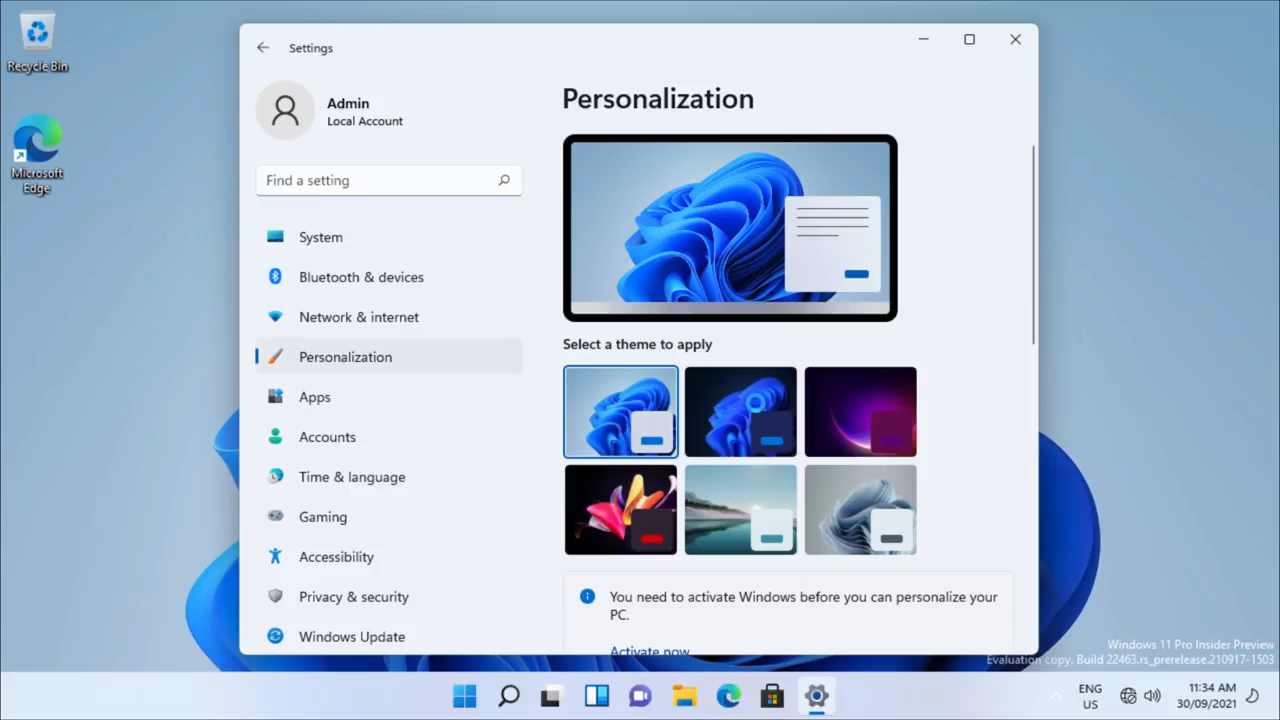 Recycle Bin
Microsoft
Edge
Settings
Admin
Local Account
Find a setting
System
Bluetooth & devices
Network & internet
Personalization
Apps
Accounts
Time & language
Gaming
Accessibility
Privacy & security
Windows Update
Personalization
Select a theme to apply
You need to activate Windows before you can personalize your
PC.
Activate now
Windows 11 Pro Insider Preview
Evaluation copy. Build 22463.rs_prerelease.210917-1503
ENG
US
11:34 AM
30/09/2021